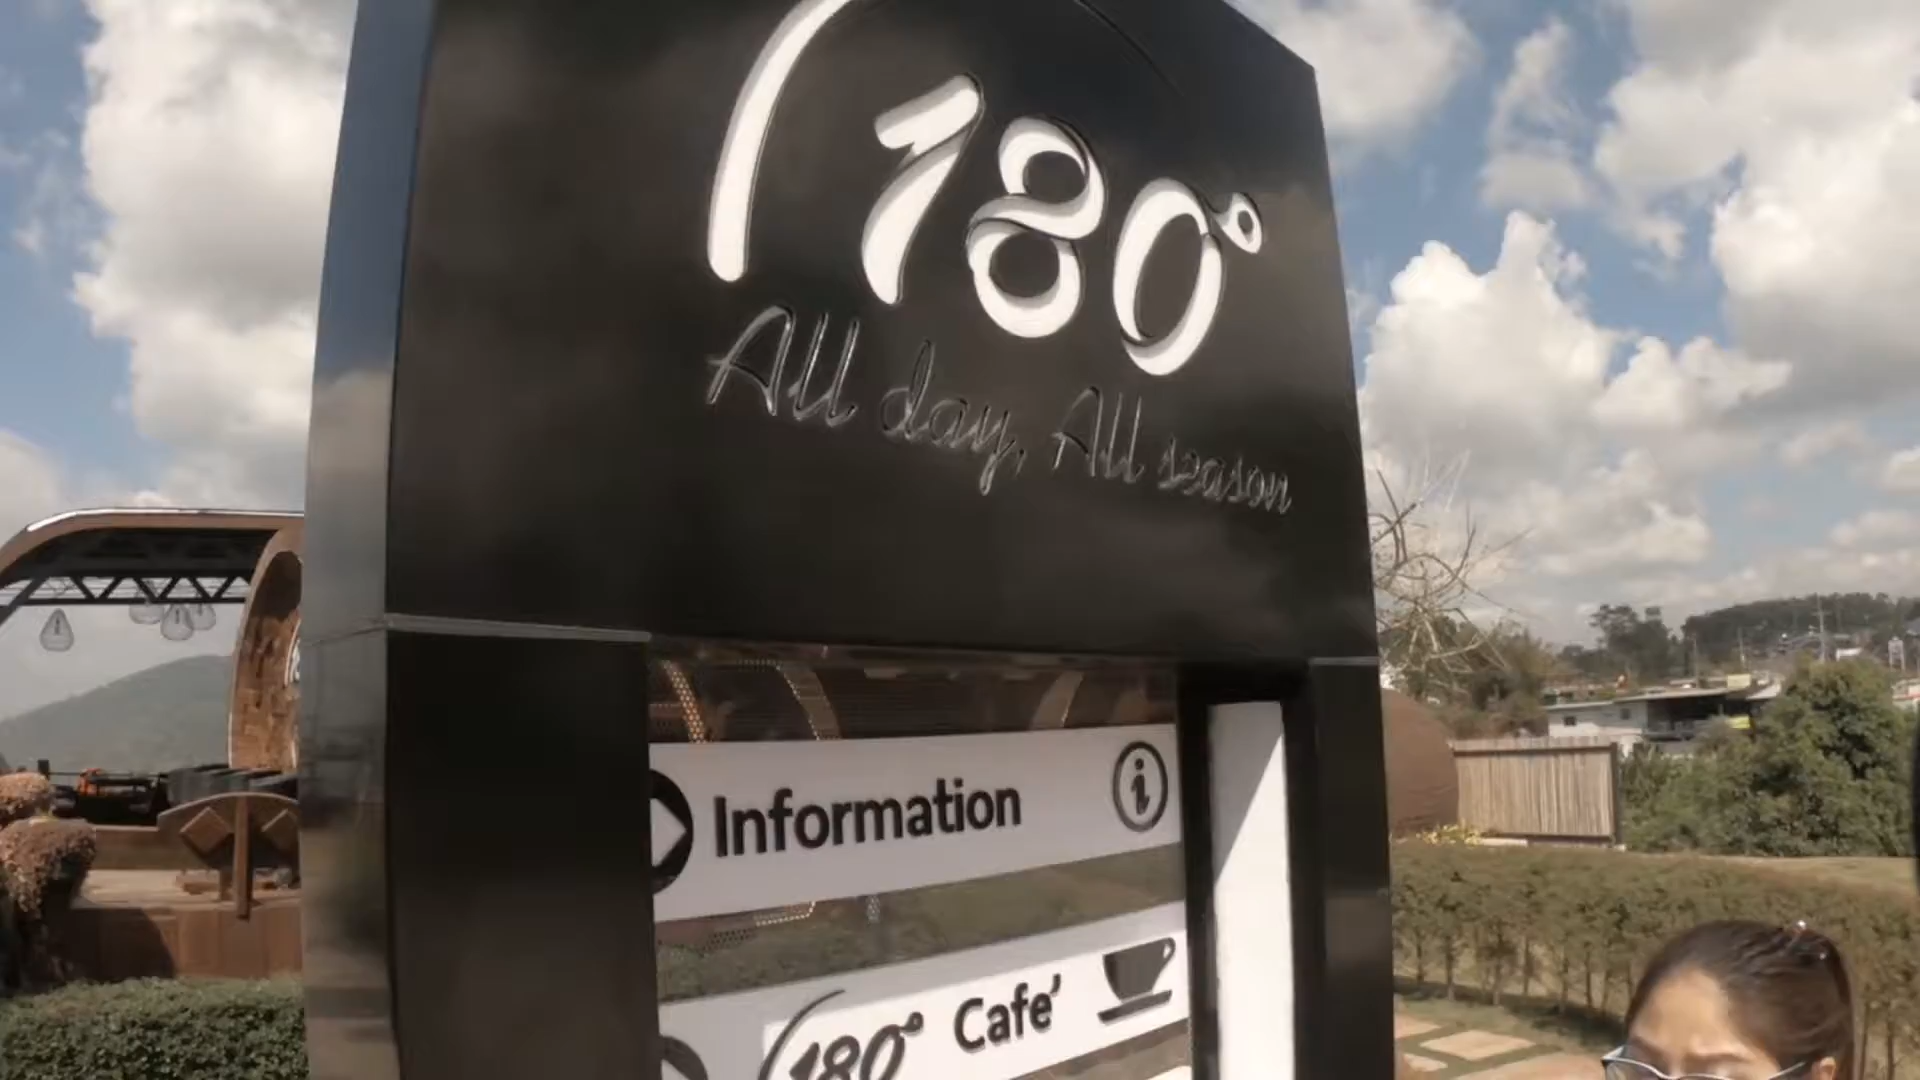 180°
All day, All season
Information
i
180° Cafe'